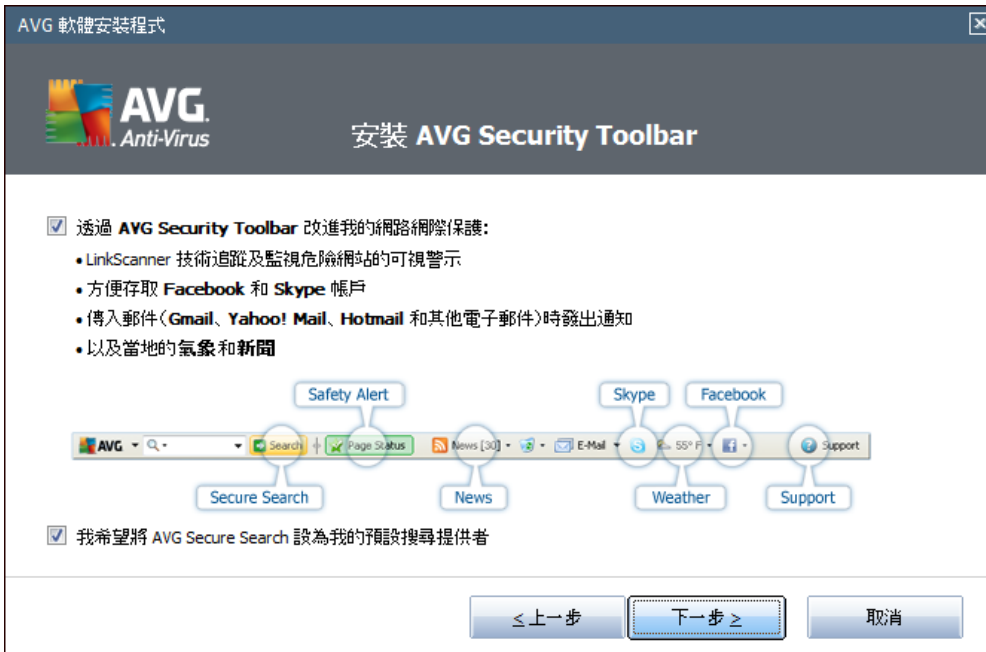 AVG 軟體安裝程式
AVG.
Anti-Virus
安裝 AVG Security Toolbar
透過 AVG Security Toolbar 改進我的網路網際保護:
•LinkScanner 技術追蹤及監視危險網站的可視警示
•方便存取 Facebook 和 Skype 帳戶
•傳入郵件(Gmail、Yahoo! Mail、Hotmail 和其他電子郵件)時發出通知
•以及當地的氣象和新聞
Safety Alert Skype Facebook
AVG Search Page Status News [30] E-Mail 55° F Support
Secure Search News Weather Support
我希望將 AVG Secure Search 設為我的預設搜尋提供者
<上一步 下一步 > 取消